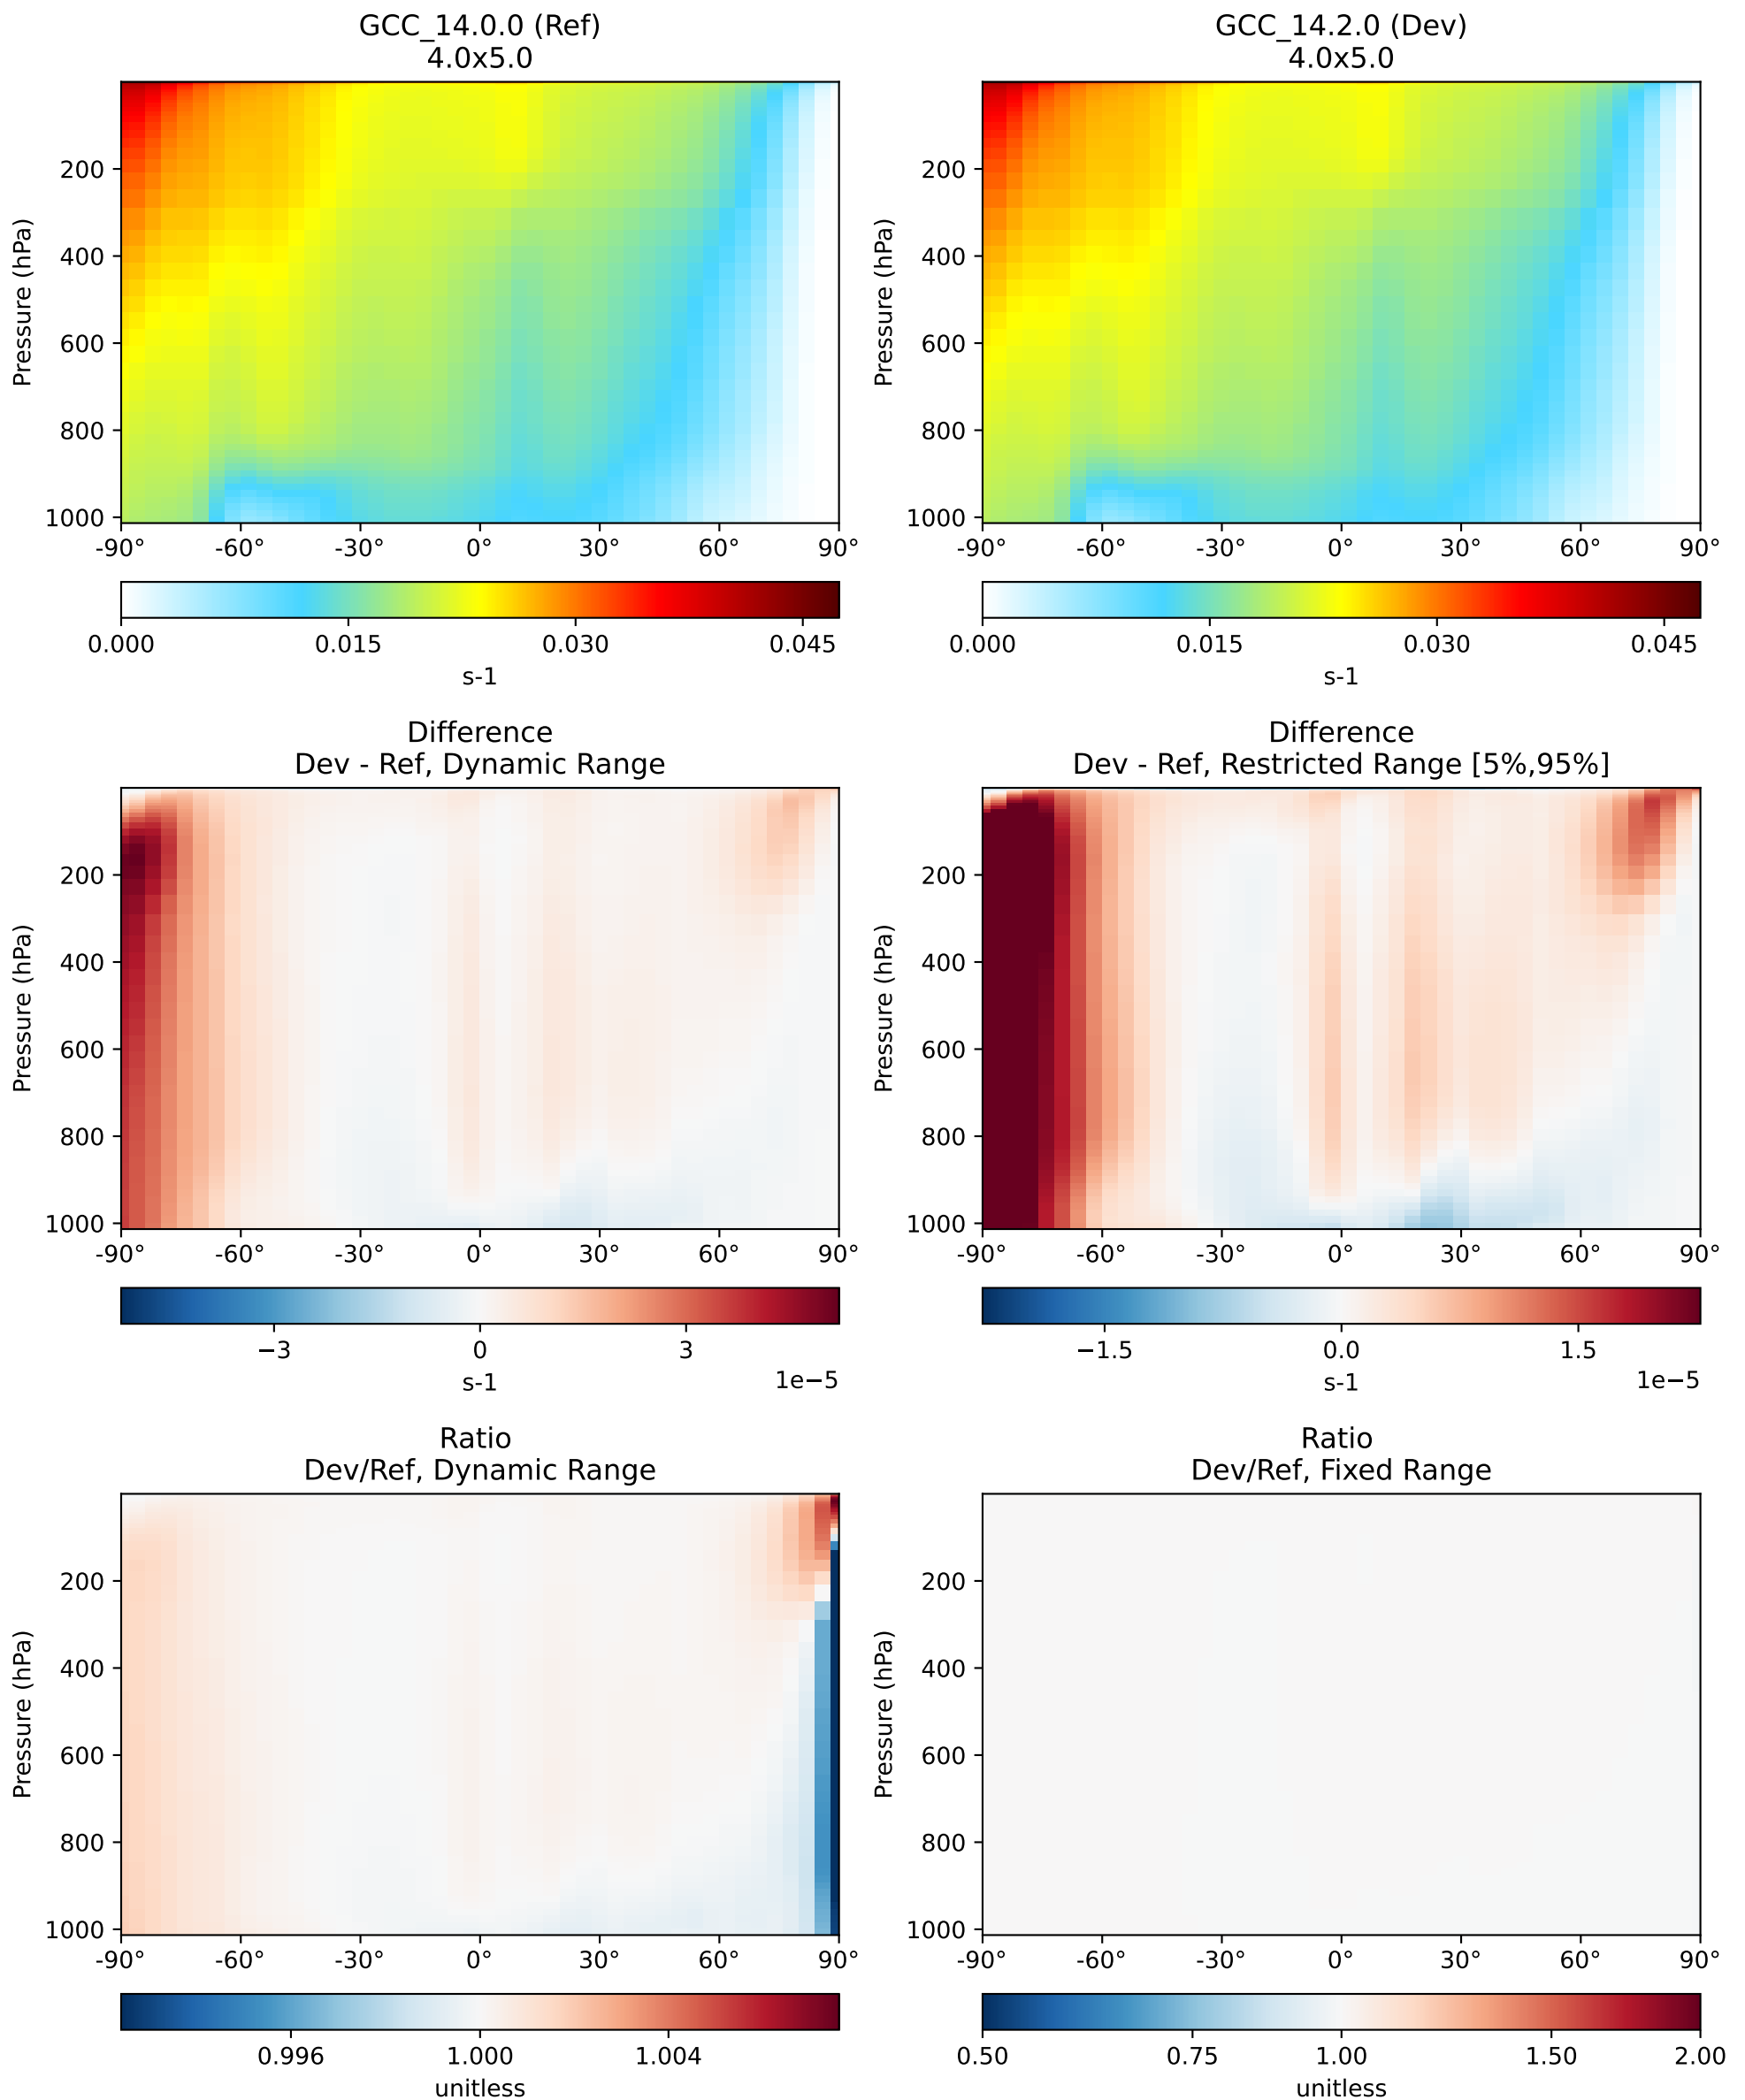 GCC_14.0.0 (Ref)
4.0x5.0
Pressure (hPa)
200
400
600
800
1000
-90° -60° -30° 0° 30° 60° 90°
0.000 0.015 0.030 0.045
s-1
GCC_14.2.0 (Dev)
4.0x5.0
Pressure (hPa)
200
400
600
800
1000
-90° -60° -30° 0° 30° 60° 90°
0.000 0.015 0.030 0.045
s-1
Difference
Dev - Ref, Dynamic Range
Pressure (hPa)
200
400
600
800
1000
-90° -60° -30° 0° 30° 60° 90°
−3 0 3
s-1 1e−5
Difference
Dev - Ref, Restricted Range [5%,95%]
Pressure (hPa)
200
400
600
800
1000
-90° -60° -30° 0° 30° 60° 90°
−1.5 0.0 1.5
s-1 1e−5
Ratio
Dev/Ref, Dynamic Range
Pressure (hPa)
200
400
600
800
1000
-90° -60° -30° 0° 30° 60° 90°
0.996 1.000 1.004
unitless
Ratio
Dev/Ref, Fixed Range
Pressure (hPa)
200
400
600
800
1000
-90° -60° -30° 0° 30° 60° 90°
0.50 0.75 1.00 1.50 2.00
unitless